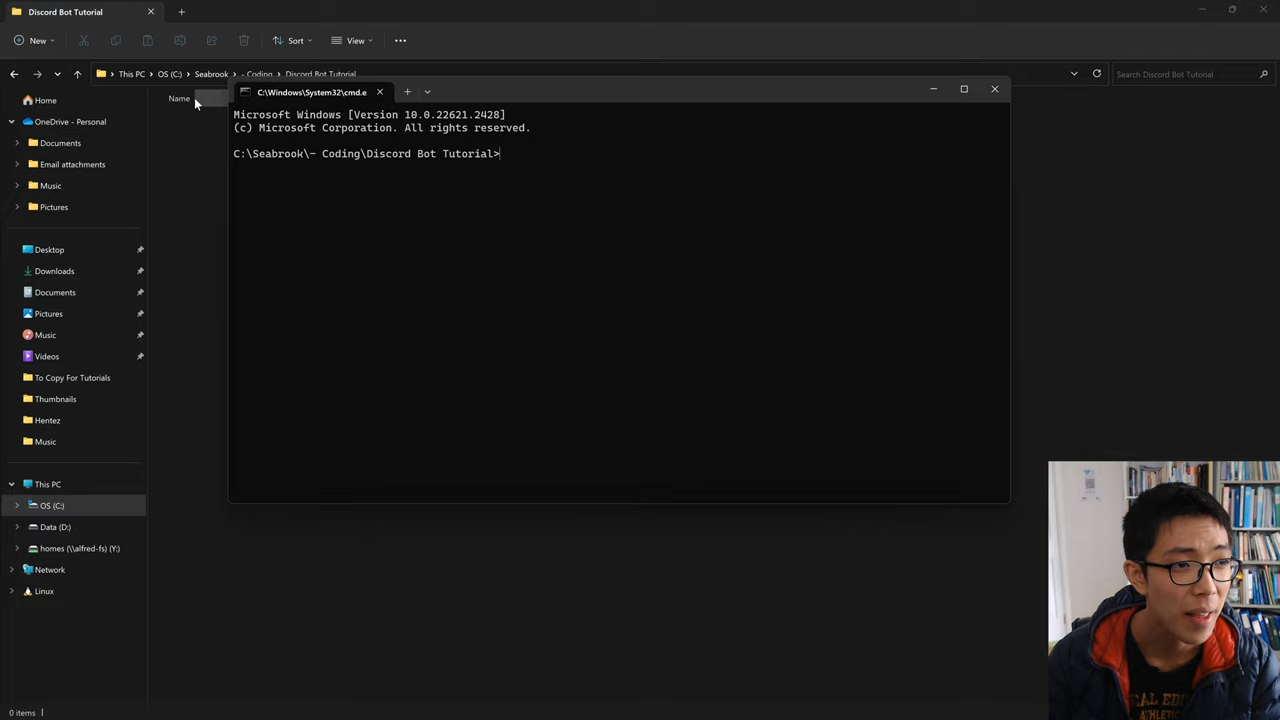 Discord Bot Tutorial
New
Sort
View
This PC
OS (C:)
Seabrook
- Coding
Discord Bot Tutorial
Search Discord Bot Tutorial
Home
OneDrive - Personal
Documents
Email attachments
Music
Pictures
Desktop
Downloads
Documents
Pictures
Music
Videos
To Copy For Tutorials
Thumbnails
Hentez
Music
This PC
OS (C:)
Data (D:)
homes (\\alfred-fs) (Y:)
Network
Linux
0 items
Name
C:\Windows\System32\cmd.e
Microsoft Windows [Version 10.0.22621.2428]
(c) Microsoft Corporation. All rights reserved.
C:\Seabrook\- Coding\Discord Bot Tutorial>